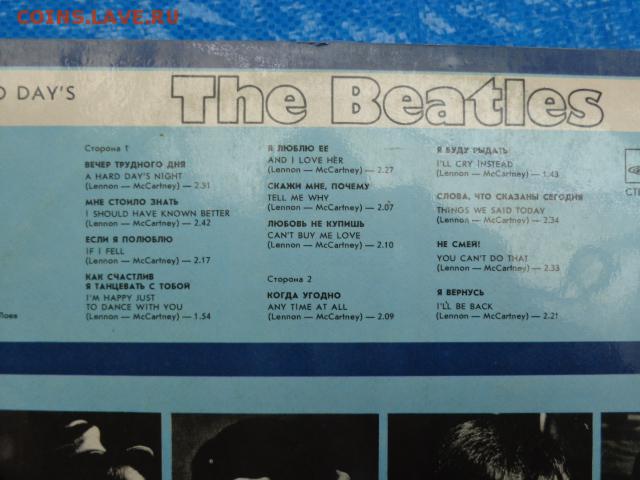 COINS.LAVE.RU
DAY'S
The Beatles
Сторона 1
ВЕЧЕР ТРУДНОГО ДНЯ
A HARD DAY'S NIGHT
(Lennon — McCartney) — 2.31
МНЕ СТОИЛО ЗНАТЬ
I SHOULD HAVE KNOWN BETTER
(Lennon — McCartney) — 2.42
ЕСЛИ Я ПОЛЮБЛЮ
IF I FELL
(Lennon — McCartney) — 2.17
КАК СЧАСТЛИВ
Я ТАНЦЕВАТЬ С ТОБОЙ
I'M HAPPY JUST
TO DANCE WITH YOU
(Lennon — McCartney) — 1.54
Я ЛЮБЛЮ ЕЕ
AND I LOVE HER
(Lennon — McCartney) — 2.27
СКАЖИ МНЕ, ПОЧЕМУ
TELL ME WHY
(Lennon — McCartney) — 2.07
ЛЮБОВЬ НЕ КУПИШЬ
CAN'T BUY ME LOVE
(Lennon — McCartney) — 2.10
Сторона 2
КОГДА УГОДНО
ANY TIME AT ALL
(Lennon — McCartney) — 2.09
Я БУДУ РЫДАТЬ
I'LL CRY INSTEAD
(Lennon — McCartney) — 1.43
СЛОВА, ЧТО СКАЗАНЫ СЕГОДНЯ
THINGS WE SAID TODAY
(Lennon — McCartney) — 2.34
НЕ СМЕЙ!
YOU CAN'T DO THAT
(Lennon — McCartney) — 2.33
Я ВЕРНУСЬ
I'LL BE BACK
(Lennon — McCartney) — 2.21